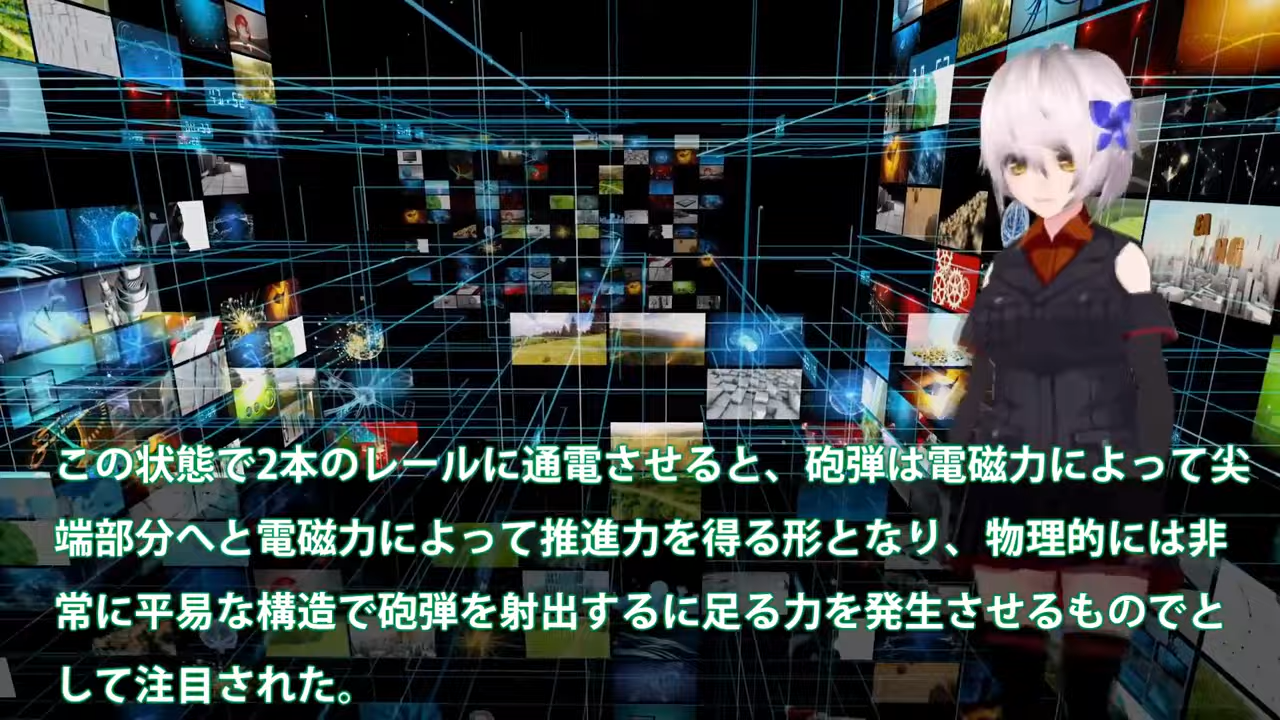 この状態で2本のレールに通電させると、砲弾は電磁力によって尖
端部分へと電磁力によって推進力を得る形となり、物理的には非
常に平易な構造で砲弾を射出するに足る力を発生させるものでと
して注目された。